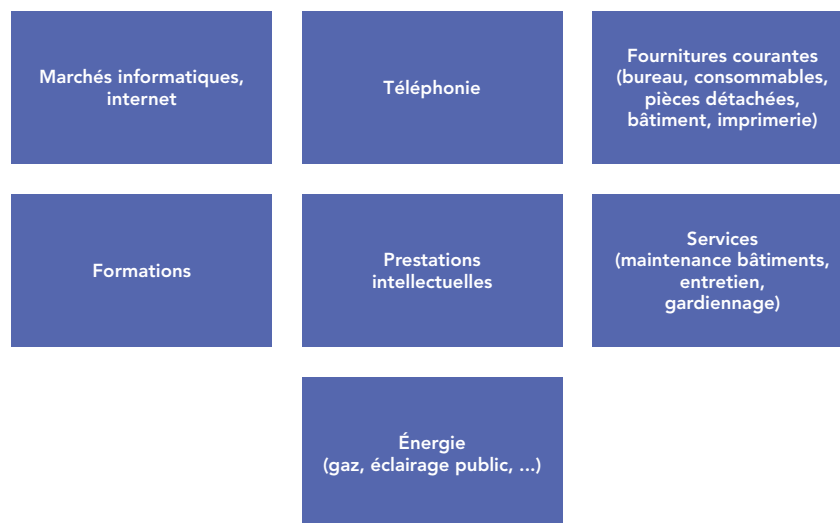 Marchés informatiques,
internet
Téléphonie
Fournitures courantes
(bureau, consommables,
pièces détachées,
bâtiment, imprimerie)
Formations
Prestations
intellectuelles
Services
(maintenance bâtiments,
entretien,
gardiennage)
Énergie
(gaz, éclairage public, ...)